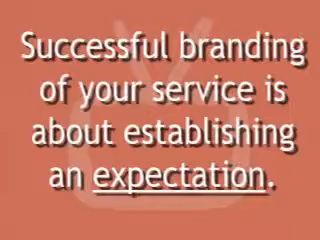 Successful branding
of your service is
about establishing
an expectation.